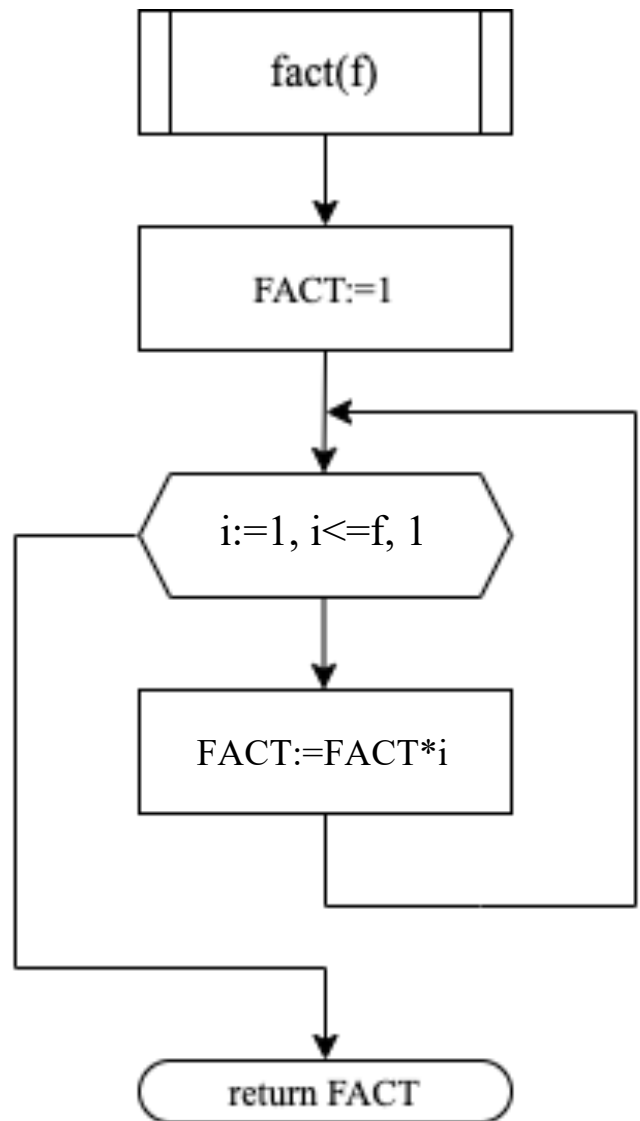 fact(f)
FACT:=1
i:=1, i<=f, 1
FACT:=FACT*i
return FACT